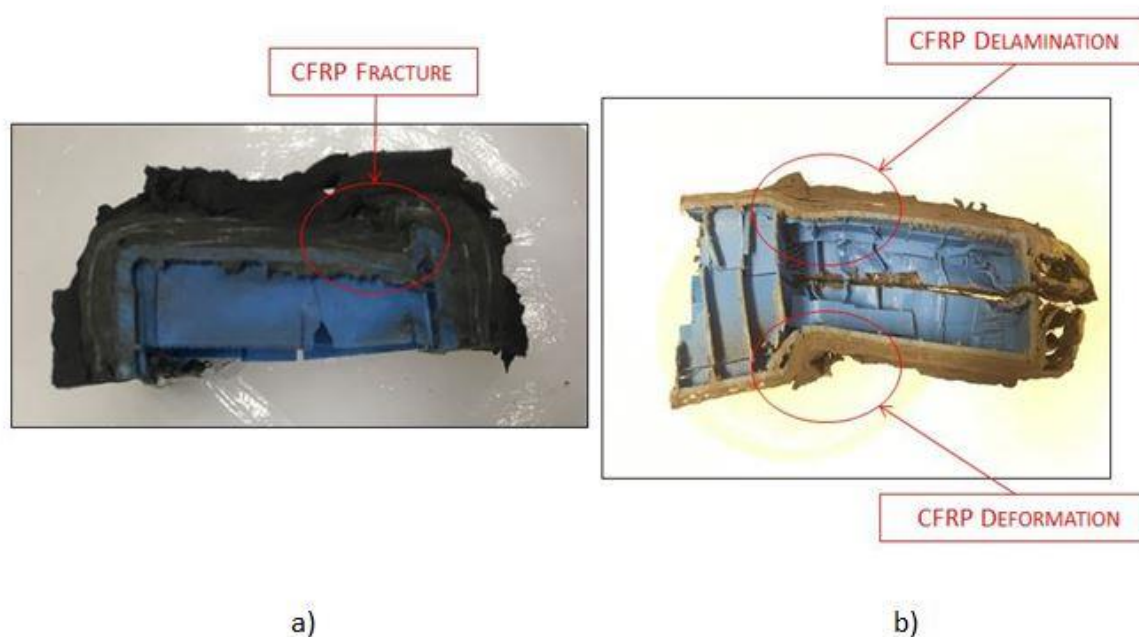 CFRP FRACTURE
CFRP DELAMINATION
CFRP DEFORMATION
a)
b)